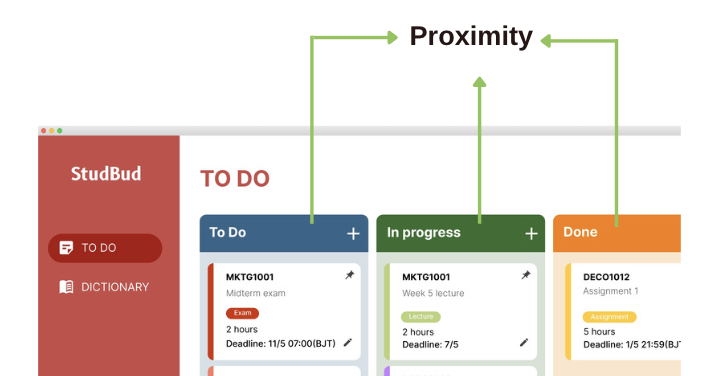 Proximity
StudBud
TO DO
TO DO
DICTIONARY
To Do +
MKTG1001
Midterm exam
Exam
2 hours
Deadline: 11/5 07:00(BJT)
In progress +
MKTG1001
Week 5 lecture
Lecture
2 hours
Deadline: 7/5
Done
DECO1012
Assignment 1
Assignment
5 hours
Deadline: 1/5 21:59(BJT